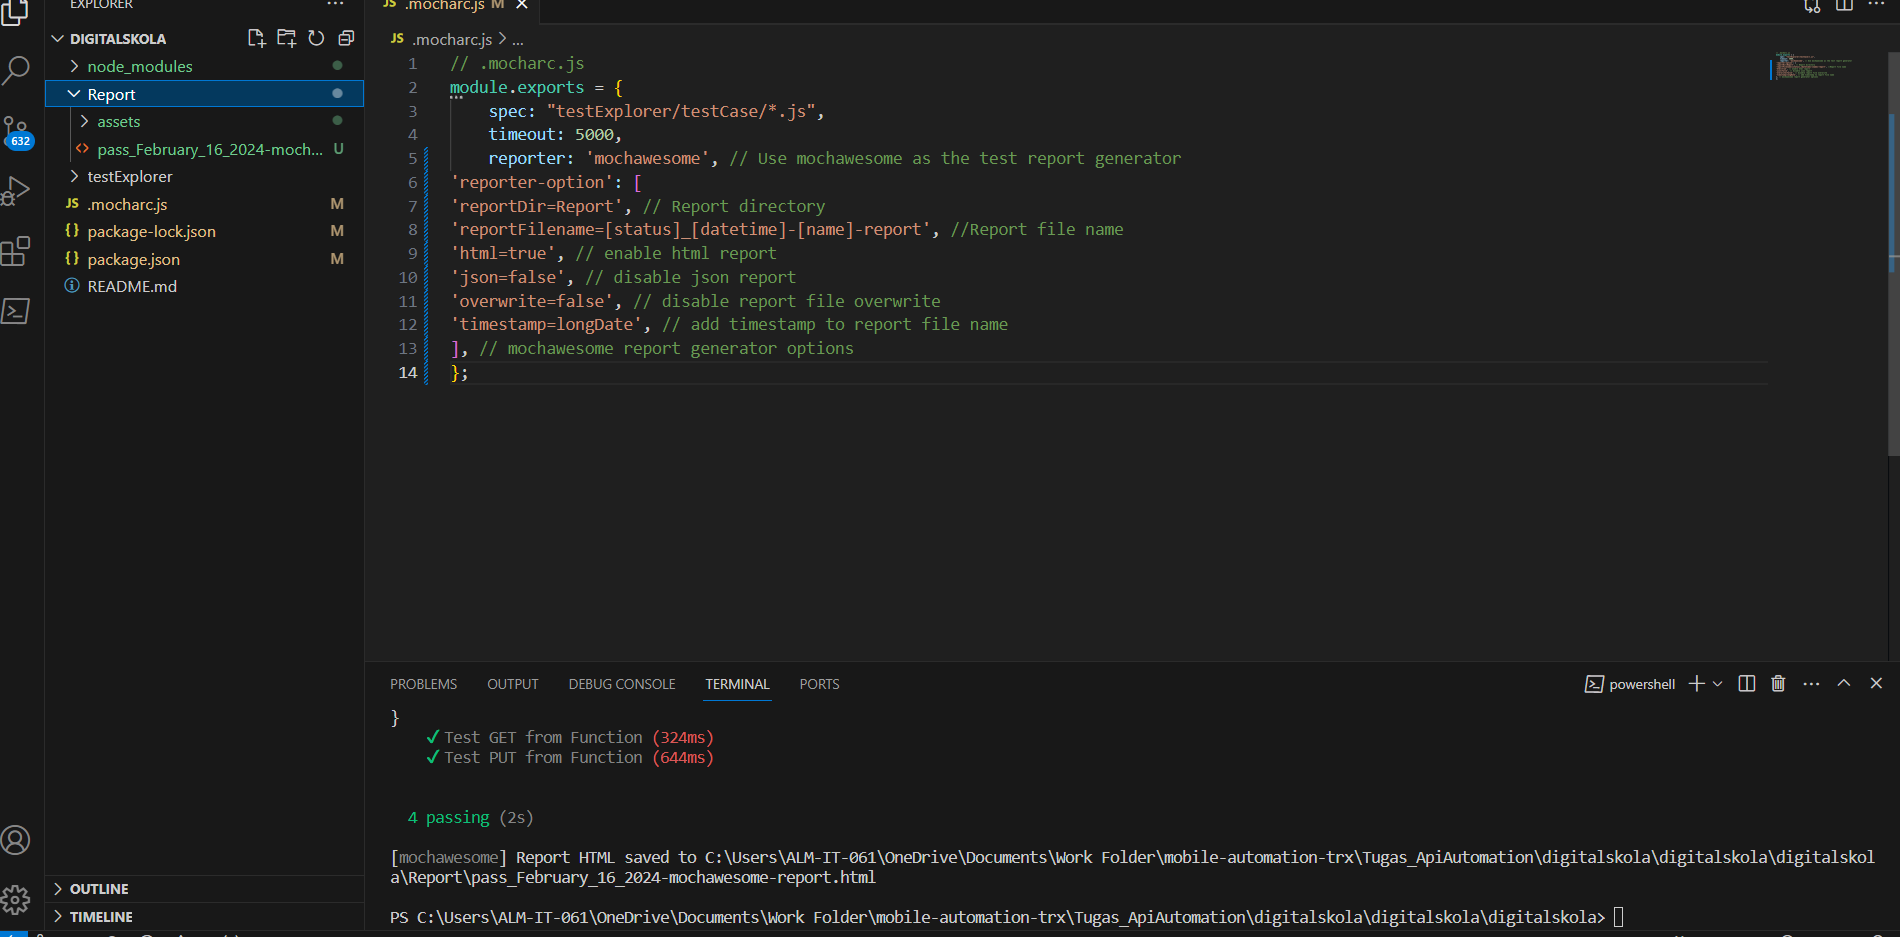 EXPLORER
DIGITALSKOLA
node_modules
Report
assets
pass_February_16_2024-moch... U
testExplorer
JS .mocharc.js M
{} package-lock.json M
{} package.json M
README.md
632
OUTLINE
TIMELINE
JS .mocharc.js M
JS .mocharc.js > ...
1 // .mocharc.js
2 module.exports = {
3 spec: "testExplorer/testCase/*.js",
4 timeout: 5000,
5 reporter: 'mochawesome', // Use mochawesome as the test report generator
6 'reporter-option': [
7 'reportDir=Report', // Report directory
8 'reportFilename=[status]_[datetime]-[name]-report', //Report file name
9 'html=true', // enable html report
10 'json=false', // disable json report
11 'overwrite=false', // disable report file overwrite
12 'timestamp=longDate', // add timestamp to report file name
13 ], // mochawesome report generator options
14 };
PROBLEMS OUTPUT DEBUG CONSOLE TERMINAL PORTS
powershell
}
✓ Test GET from Function (324ms)
✓ Test PUT from Function (644ms)
4 passing (2s)
[mochawesome] Report HTML saved to C:\Users\ALM-IT-061\OneDrive\Documents\Work Folder\mobile-automation-trx\Tugas_ApiAutomation\digitalskola\digitalskola\digitalskol
a\Report\pass_February_16_2024-mochawesome-report.html
PS C:\Users\ALM-IT-061\OneDrive\Documents\Work Folder\mobile-automation-trx\Tugas_ApiAutomation\digitalskola\digitalskola\digitalskola>